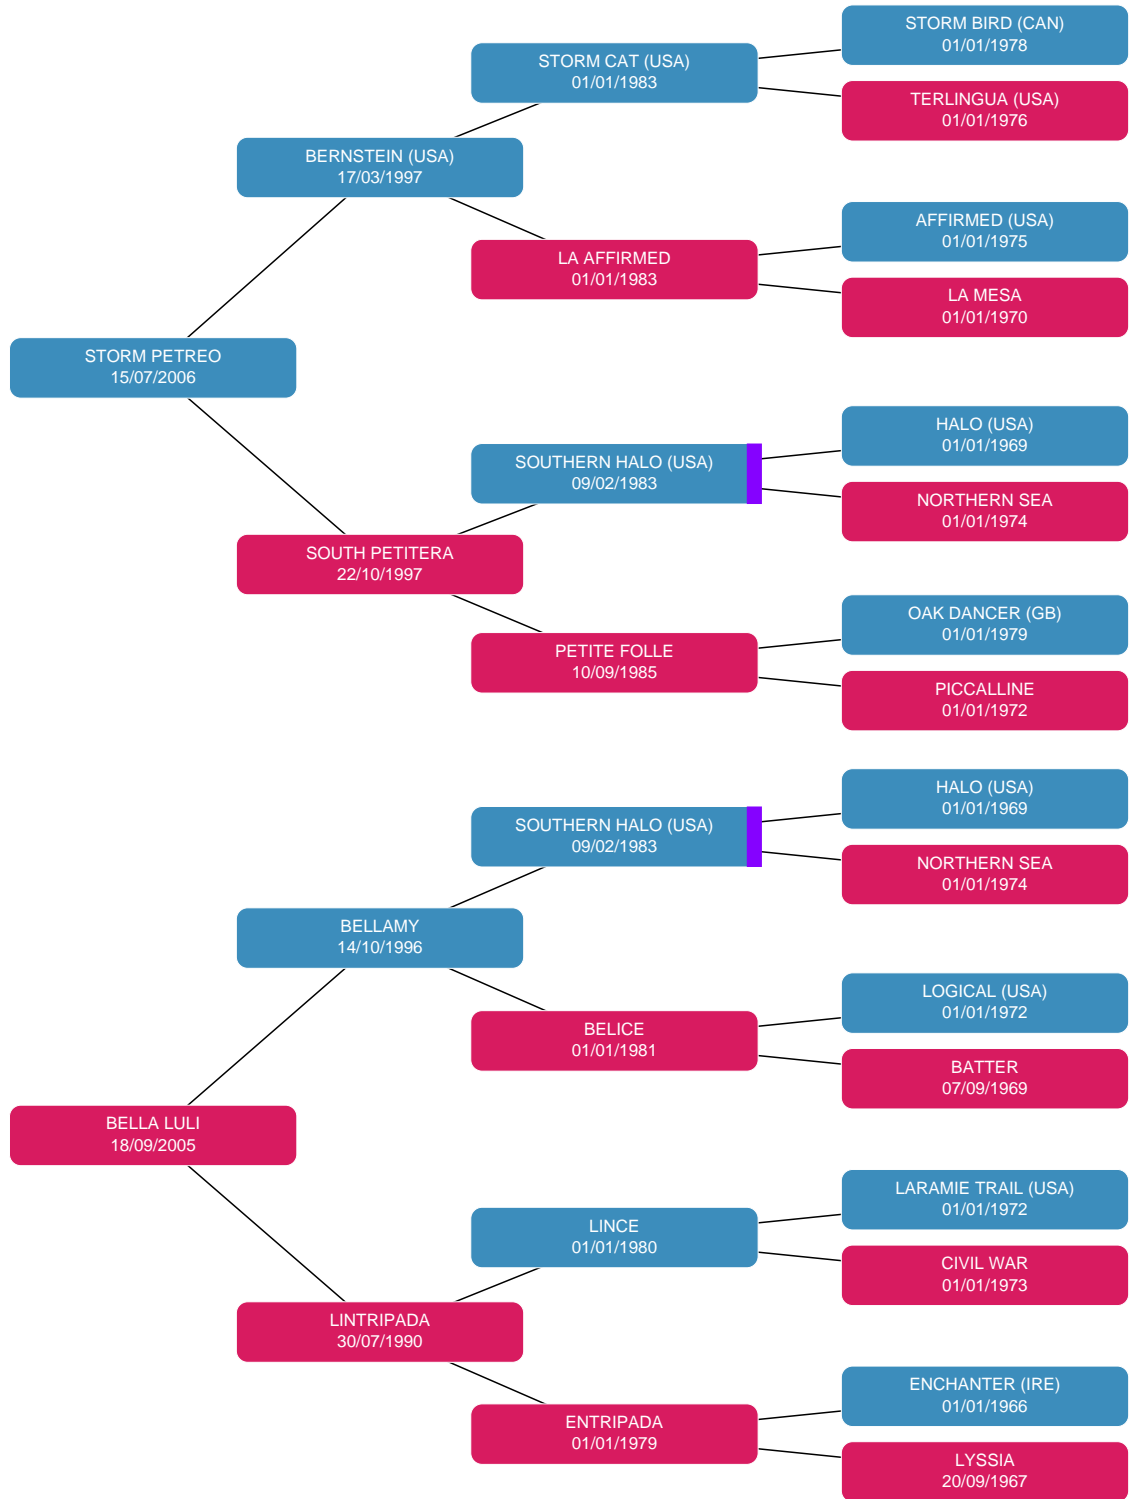 STORM BIRD (CAN)
01/01/1978
STORM CAT (USA)
01/01/1983
TERLINGUA (USA)
01/01/1976
BERNSTEIN (USA)
17/03/1997
AFFIRMED (USA)
01/01/1975
LA AFFIRMED
01/01/1983
LA MESA
01/01/1970
STORM PETREO
15/07/2006
HALO (USA)
01/01/1969
SOUTHERN HALO (USA)
09/02/1983
NORTHERN SEA
01/01/1974
SOUTH PETITERA
22/10/1997
OAK DANCER (GB)
01/01/1979
PETITE FOLLE
10/09/1985
PICCALLINE
01/01/1972
HALO (USA)
01/01/1969
SOUTHERN HALO (USA)
09/02/1983
NORTHERN SEA
01/01/1974
BELLAMY
14/10/1996
LOGICAL (USA)
01/01/1972
BELICE
01/01/1981
BATTER
07/09/1969
BELLA LULI
18/09/2005
LARAMIE TRAIL (USA)
01/01/1972
LINCE
01/01/1980
CIVIL WAR
01/01/1973
LINTRIPADA
30/07/1990
ENCHANTER (IRE)
01/01/1966
ENTRIPADA
01/01/1979
LYSSIA
20/09/1967